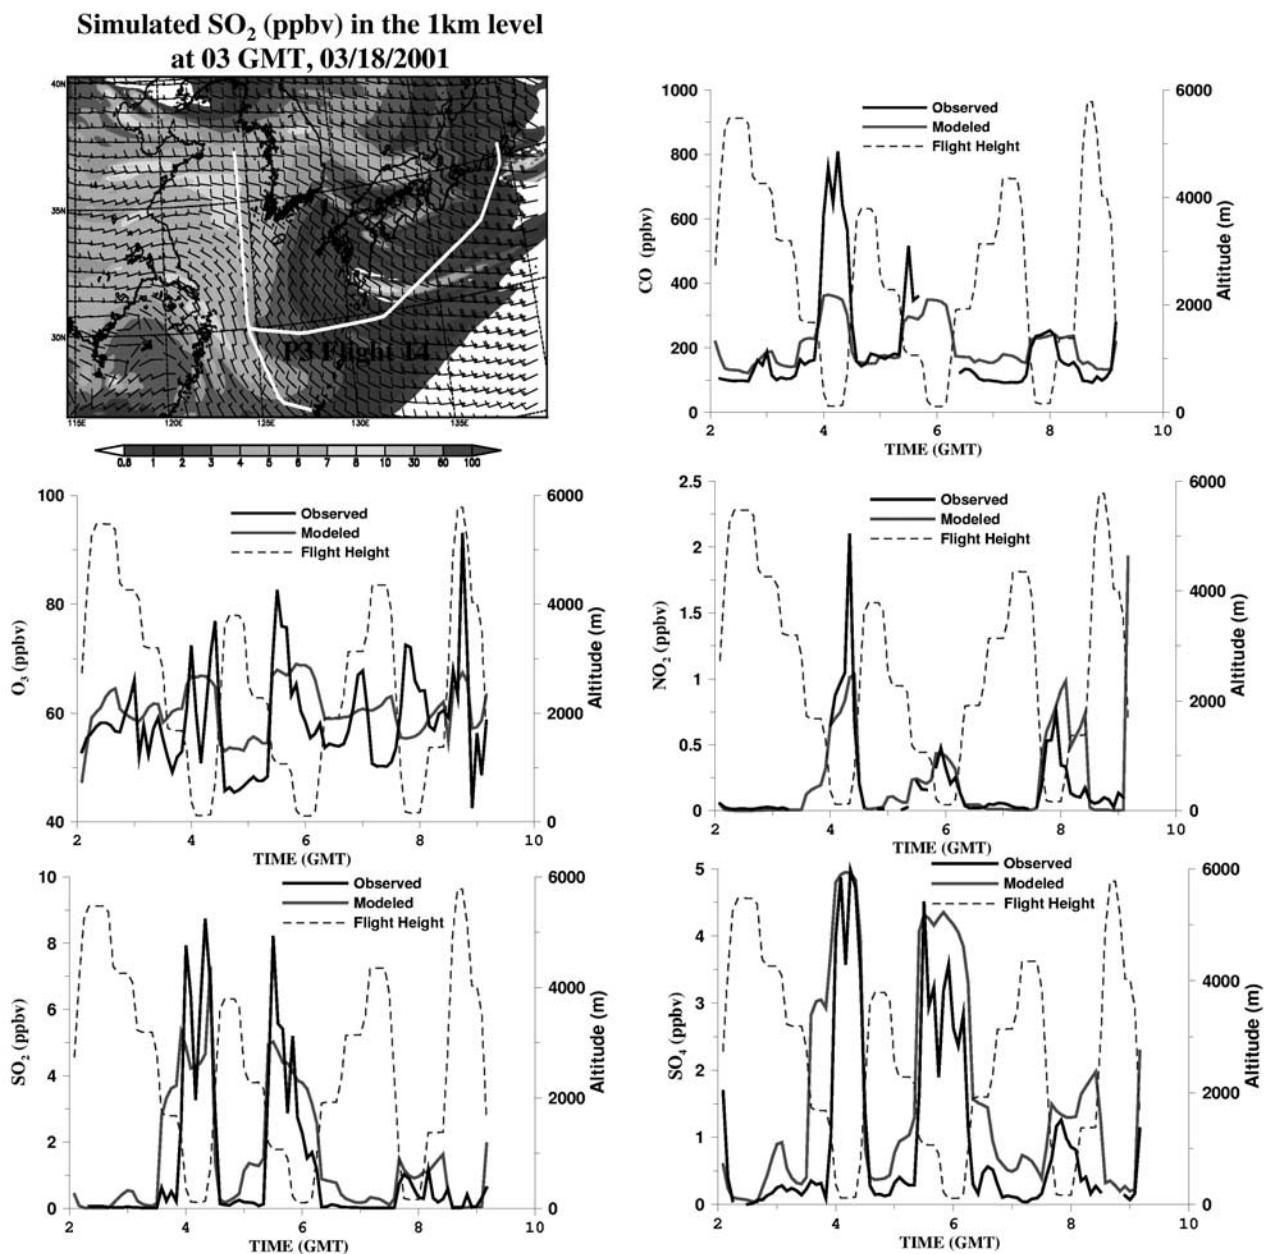 Simulated SO2 (ppbv) in the 1km level
at 03 GMT, 03/18/2001
40N
35N
30N
P3 Flight 14
115E 120E 125E 130E 135E
0.8 1 2 3 4 5 6 7 8 10 30 60 100
1000
800
600
400
200
0
CO (ppbv)
Observed
Modeled
Flight Height
6000
4000
2000
0
Altitude (m)
2 4 6 8 10
TIME (GMT)
100
80
60
40
O3 (ppbv)
Observed
Modeled
Flight Height
6000
4000
2000
0
Altitude (m)
2 4 6 8 10
TIME (GMT)
2.5
2
1.5
1
0.5
0
NO2 (ppbv)
Observed
Modeled
Flight Height
6000
4000
2000
0
Altitude (m)
2 4 6 8 10
TIME (GMT)
10
8
6
4
2
0
SO2 (ppbv)
Observed
Modeled
Flight Height
6000
4000
2000
0
Altitude (m)
2 4 6 8 10
TIME (GMT)
5
4
3
2
1
0
SO4 (ppbv)
Observed
Modeled
Flight Height
6000
4000
2000
0
Altitude (m)
2 4 6 8 10
TIME (GMT)